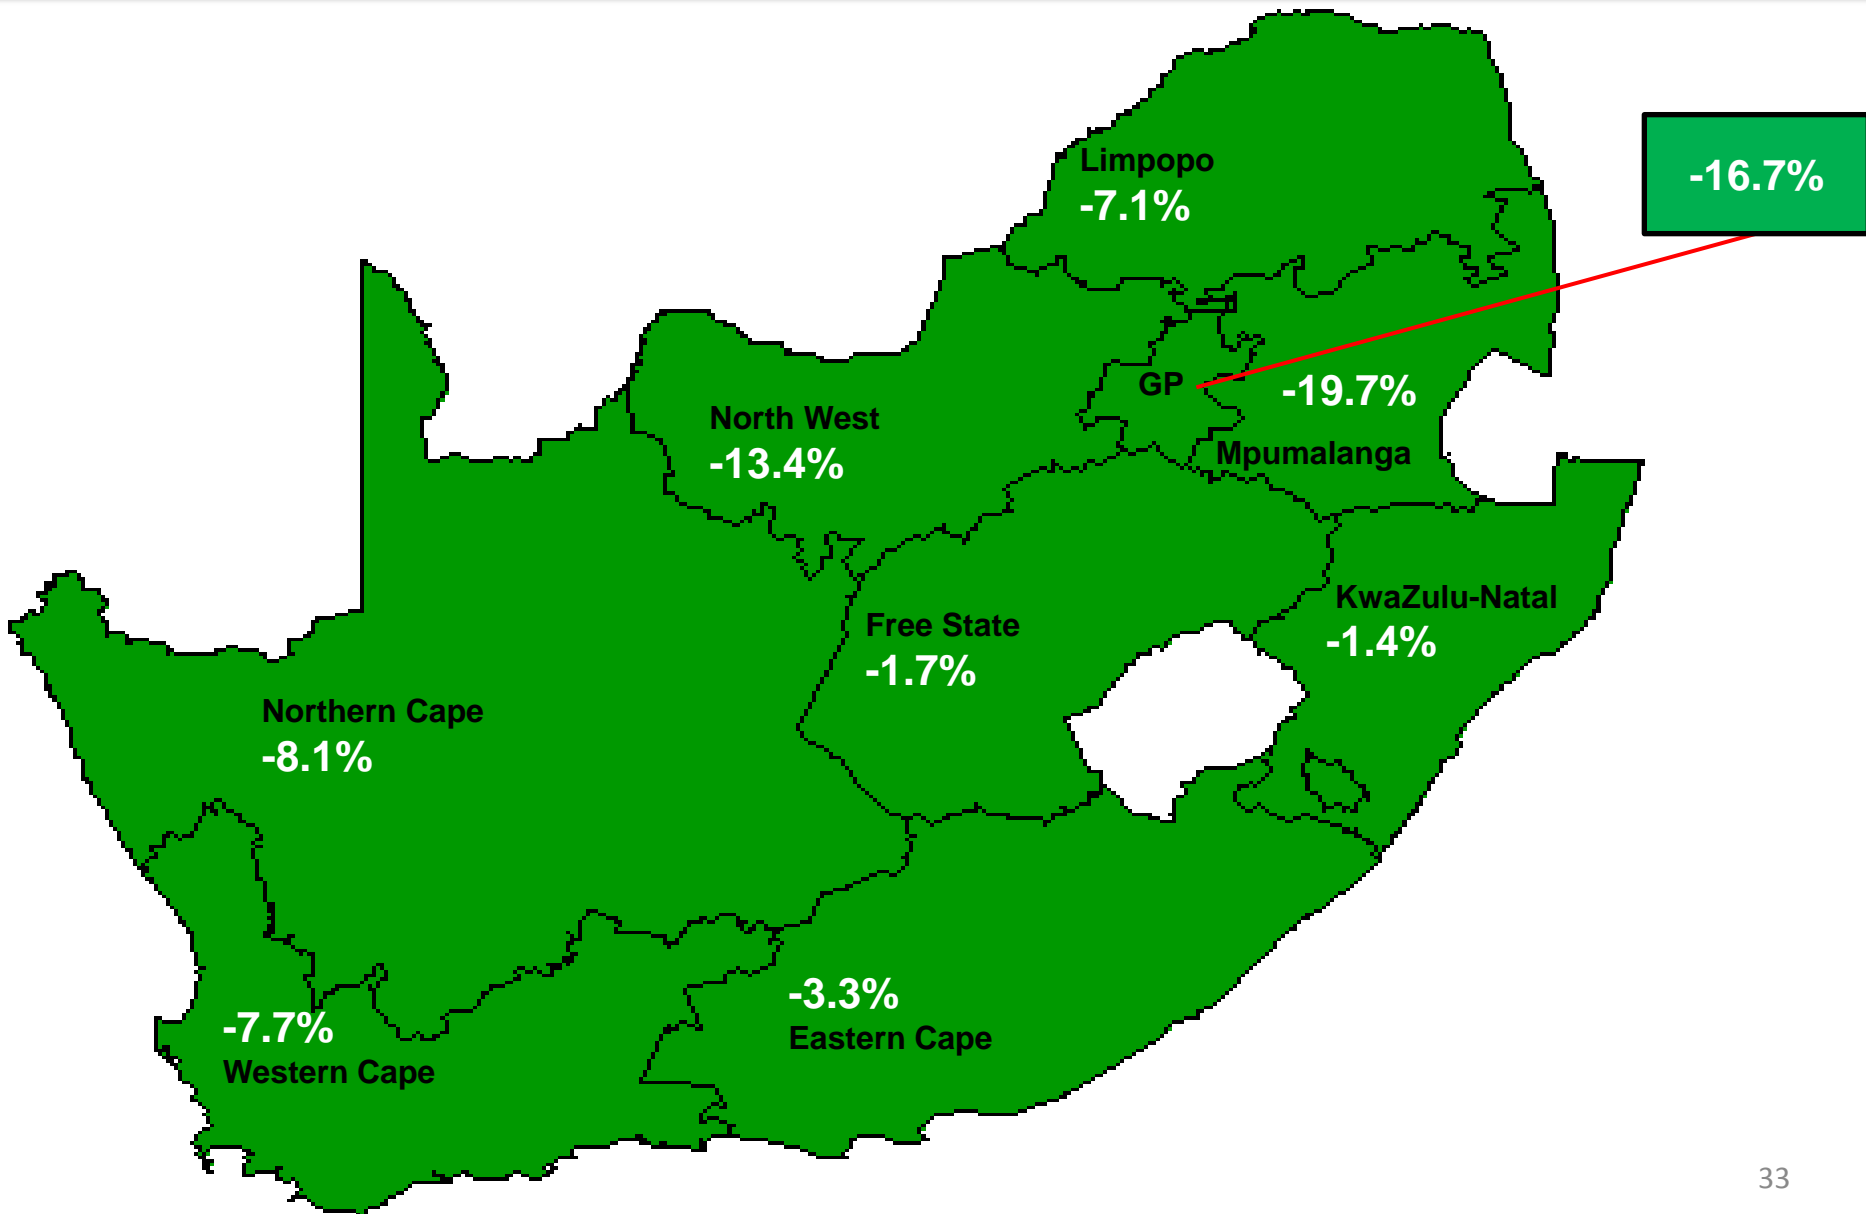 Limpopo
-7.1%
-16.7%
GP
-19.7%
Mpumalanga
North West
-13.4%
KwaZulu-Natal
-1.4%
Free State
-1.7%
Northern Cape
-8.1%
-3.3%
Eastern Cape
-7.7%
Western Cape
33